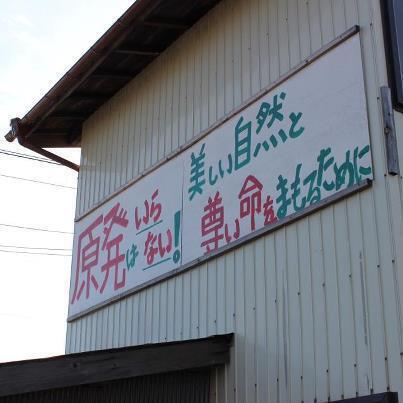 原発はいらない!
美しい自然と
尊い命をまもるために